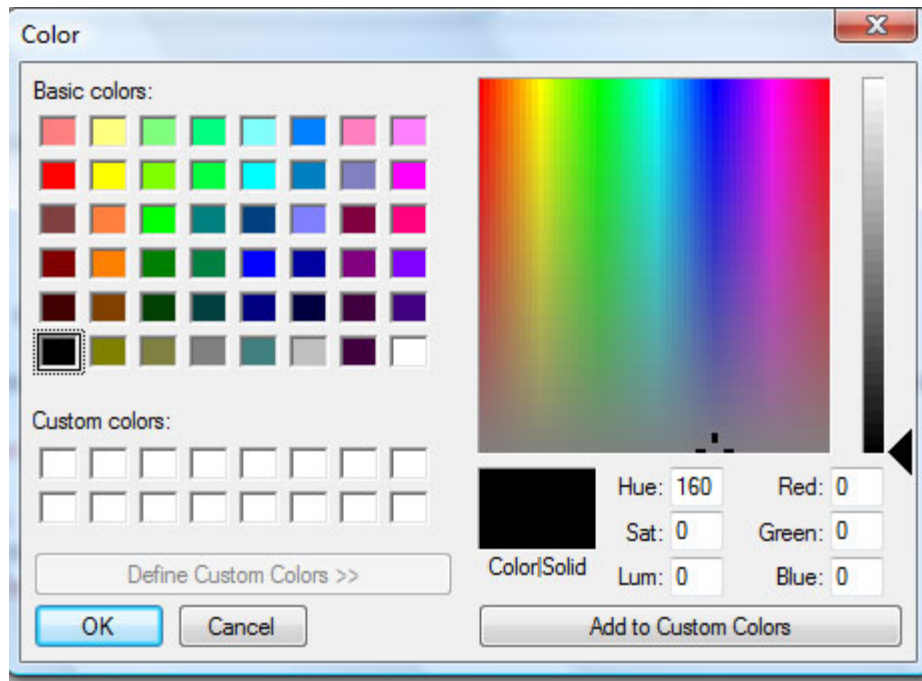 Color
Basic colors:
Custom colors:
Define Custom Colors >>
OK Cancel
Color|Solid
Hue: 160 Red: 0
Sat: 0 Green: 0
Lum: 0 Blue: 0
Add to Custom Colors